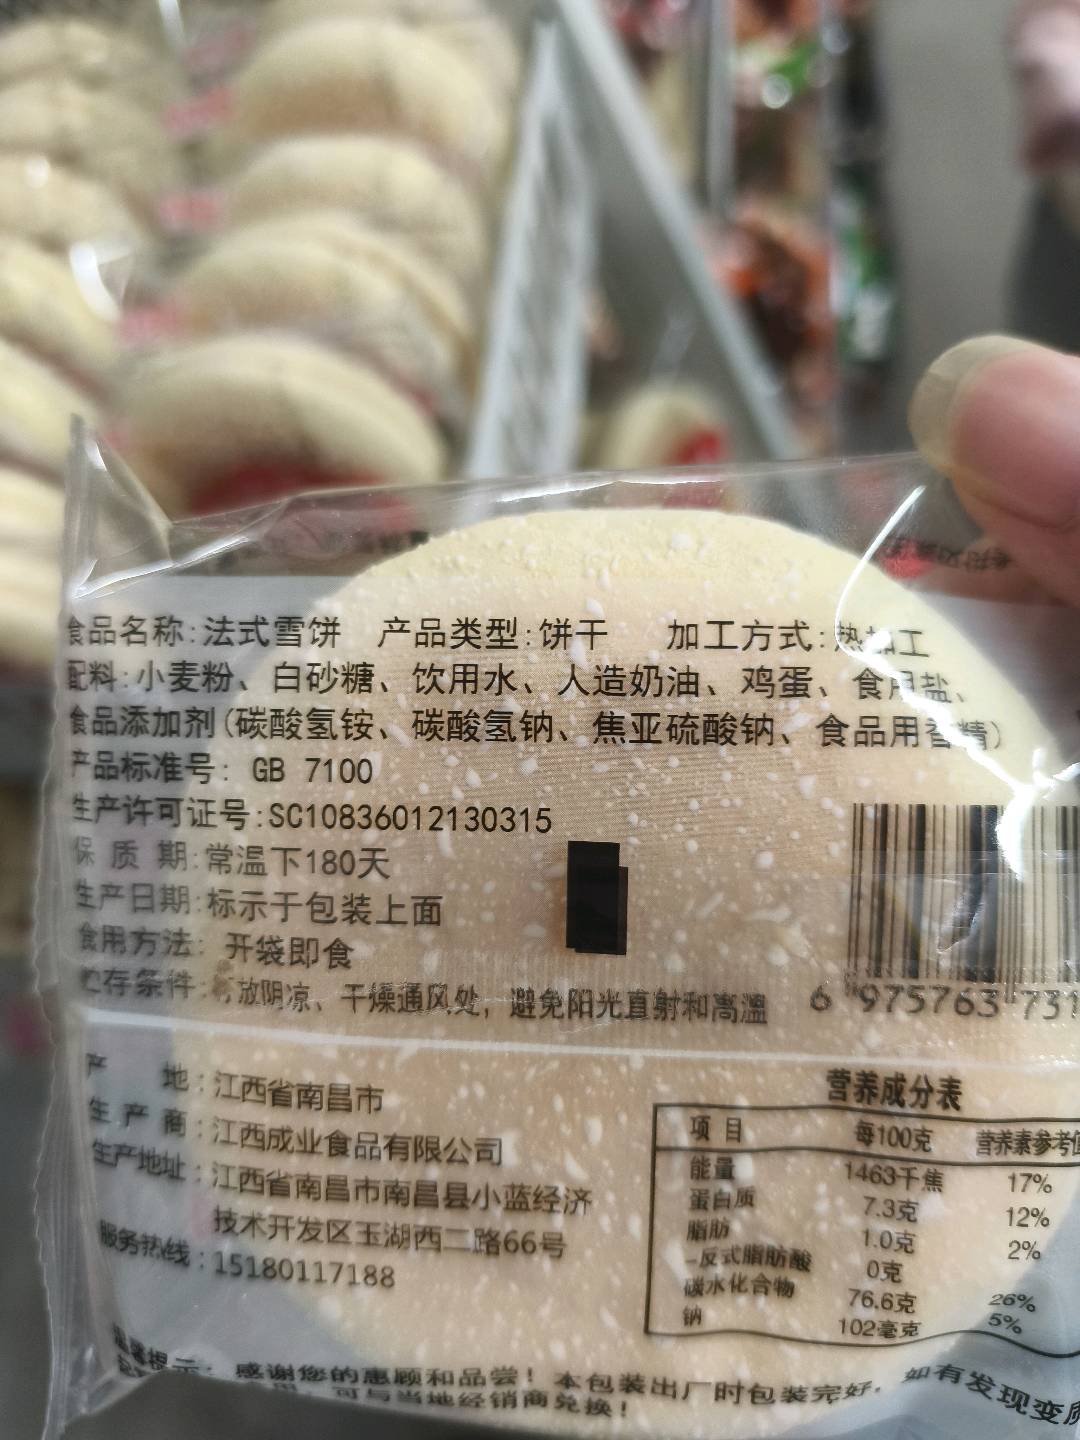 食品名称:法式雪饼 产品类型:饼干 加工方式:热加工
配料:小麦粉、白砂糖、饮用水、人造奶油、鸡蛋、食用盐、
食品添加剂(碳酸氢铵、碳酸氢钠、焦亚硫酸钠、食品用香精)
产品标准号: GB 7100
生产许可证号:SC10836012130315
保 质 期:常温下180天
生产日期:标示于包装上面
食用方法: 开袋即食
贮存条件: 放阴凉、干燥通风处, 避免阳光直射和高温
6 975763 731
产 地:江西省南昌市
生 产 商:江西成业食品有限公司
生产地址:江西省南昌市南昌县小蓝经济
技术开发区玉湖西二路66号
服务热线:15180117188
营养成分表
项目 每100克 营养素参考值
能量 1463千焦 17%
蛋白质 7.3克 12%
脂肪 1.0克 2%
-反式脂肪酸 0克
碳水化合物 76.6克 26%
钠 102毫克 5%
提示: 感谢您的惠顾和品尝! 本包装出厂时包装完好, 如有发现变质
可与当地经销商兑换!